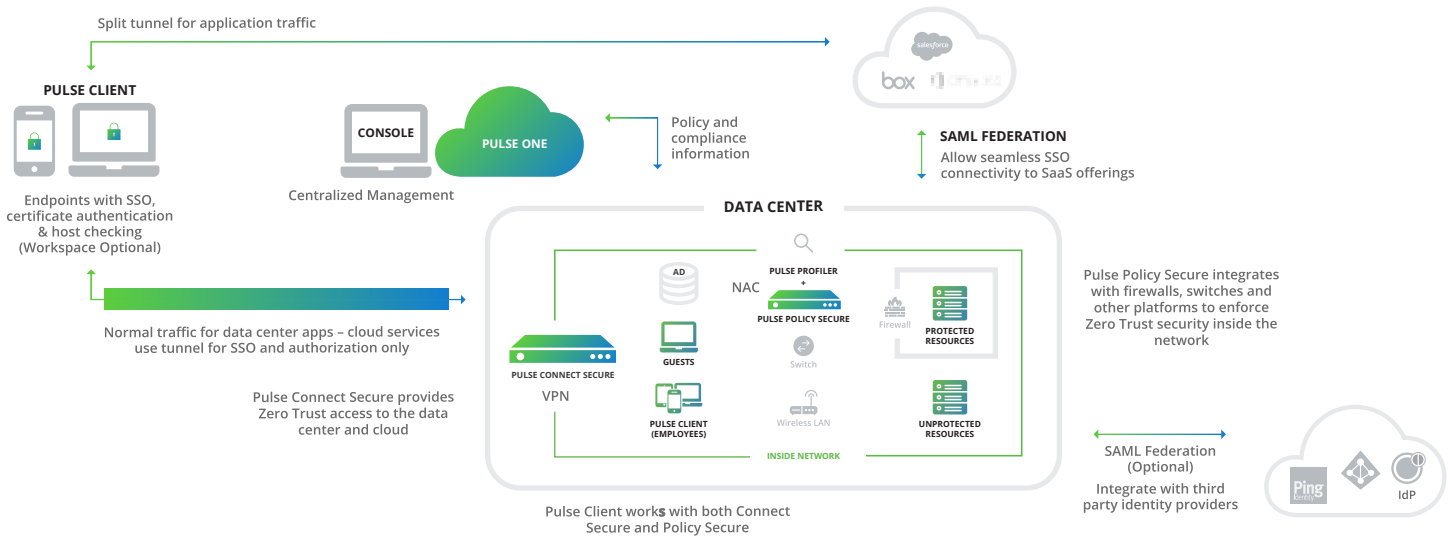 Split tunnel for application traffic
salesforce
box
PULSE CLIENT
CONSOLE
PULSE ONE
Centralized Management
Policy and
compliance
information
SAML FEDERATION
Allow seamless SSO
connectivity to SaaS offerings
Endpoints with SSO,
certificate authentication
& host checking
(Workspace Optional)
Normal traffic for data center apps – cloud services
use tunnel for SSO and authorization only
Pulse Connect Secure provides
Zero Trust access to the data
center and cloud
DATA CENTER
AD
NAC
PULSE PROFILER
+
PULSE POLICY SECURE
Firewall
PROTECTED
RESOURCES
GUESTS
Switch
PULSE CONNECT SECURE
VPN
PULSE CLIENT
(EMPLOYEES)
Wireless LAN
UNPROTECTED
RESOURCES
INSIDE NETWORK
Pulse Policy Secure integrates
with firewalls, switches and
other platforms to enforce
Zero Trust security inside the
network
SAML Federation
(Optional)
Integrate with third
party identity providers
Ping
Identity
IdP
Pulse Client works with both Connect
Secure and Policy Secure